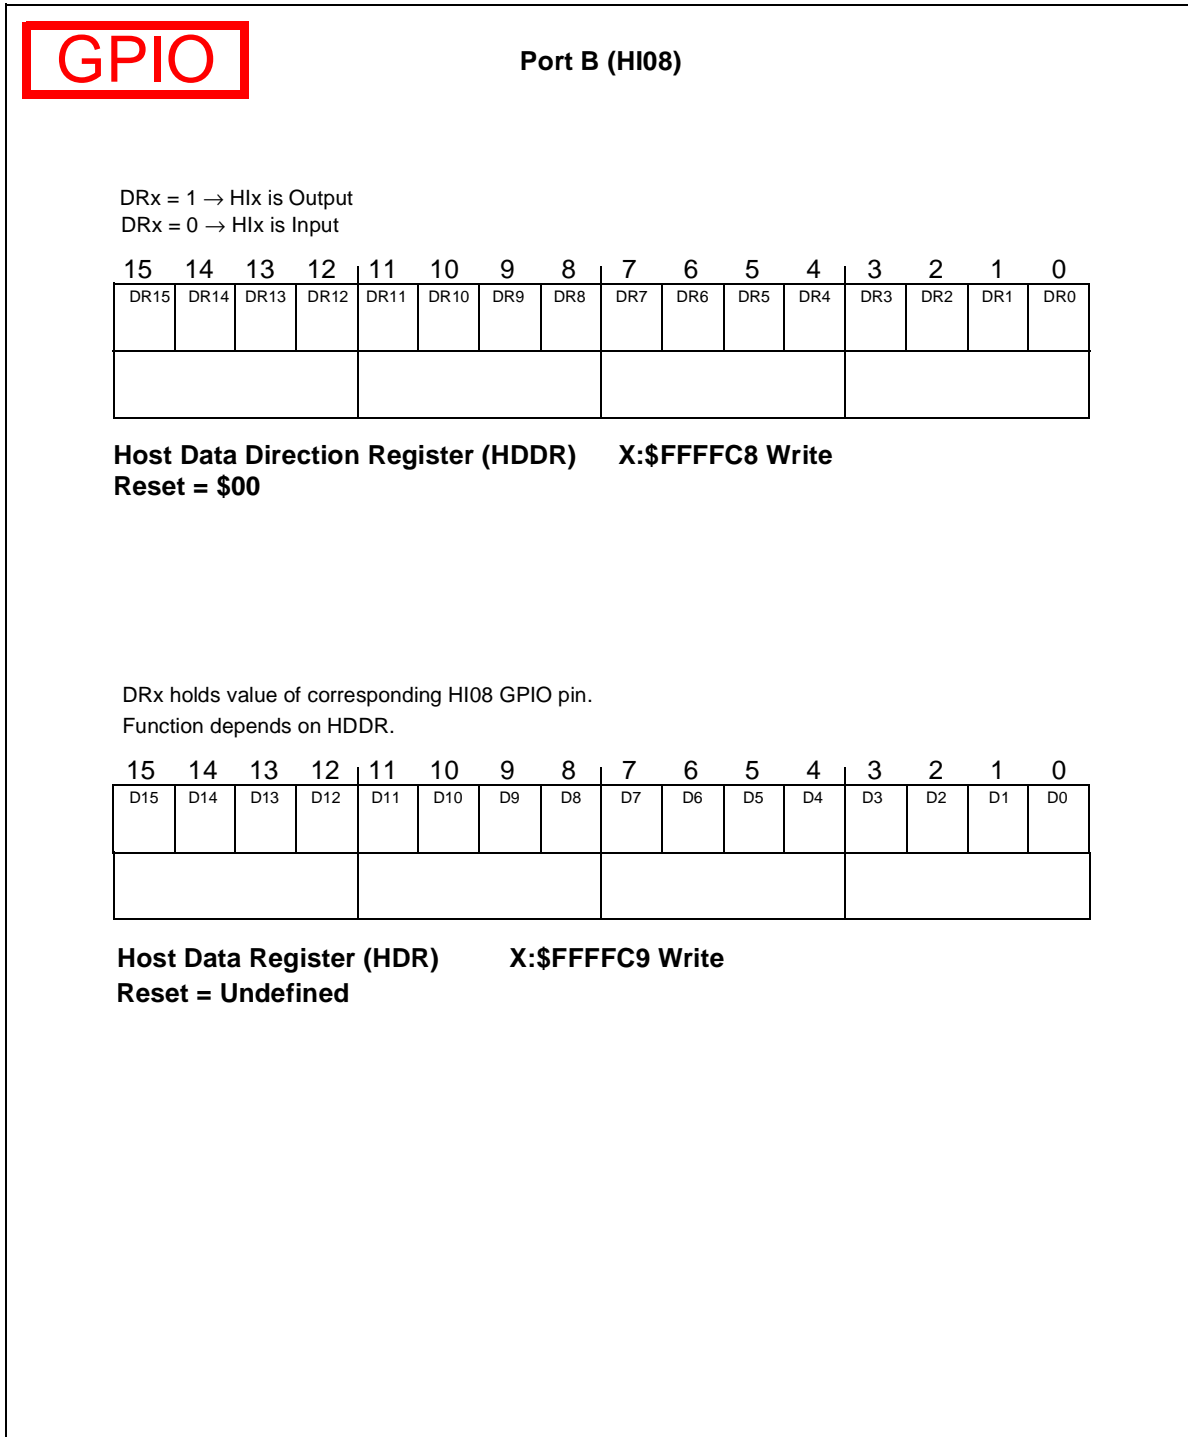 GPIO
Port B (HI08)
DRx = 1 → HIx is Output
DRx = 0 → HIx is Input
15 14 13 12 11 10 9 8 7 6 5 4 3 2 1 0
DR15 DR14 DR13 DR12 DR11 DR10 DR9 DR8 DR7 DR6 DR5 DR4 DR3 DR2 DR1 DR0
Host Data Direction Register (HDDR) X:$FFFFC8 Write
Reset = $00
DRx holds value of corresponding HI08 GPIO pin.
Function depends on HDDR.
15 14 13 12 11 10 9 8 7 6 5 4 3 2 1 0
D15 D14 D13 D12 D11 D10 D9 D8 D7 D6 D5 D4 D3 D2 D1 D0
Host Data Register (HDR) X:$FFFFC9 Write
Reset = Undefined